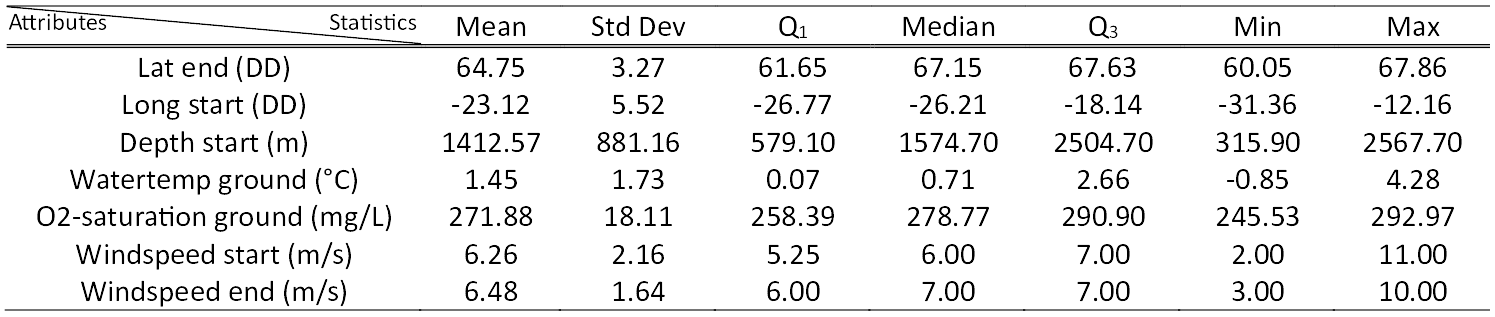 Attributes Statistics Mean Std Dev Q1 Median Q3 Min Max
Lat end (DD) 64.75 3.27 61.65 67.15 67.63 60.05 67.86
Long start (DD) -23.12 5.52 -26.77 -26.21 -18.14 -31.36 -12.16
Depth start (m) 1412.57 881.16 579.10 1574.70 2504.70 315.90 2567.70
Watertemp ground (°C) 1.45 1.73 0.07 0.71 2.66 -0.85 4.28
O2-saturation ground (mg/L) 271.88 18.11 258.39 278.77 290.90 245.53 292.97
Windspeed start (m/s) 6.26 2.16 5.25 6.00 7.00 2.00 11.00
Windspeed end (m/s) 6.48 1.64 6.00 7.00 7.00 3.00 10.00